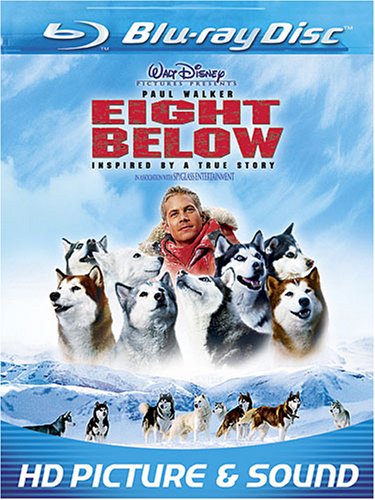 Blu-ray Disc™
WALT DISNEY
PICTURES PRESENTS
PAUL WALKER
EIGHT
BELOW
INSPIRED BY A TRUE STORY
IN ASSOCIATION WITH SPYGLASS ENTERTAINMENT
HD PICTURE & SOUND